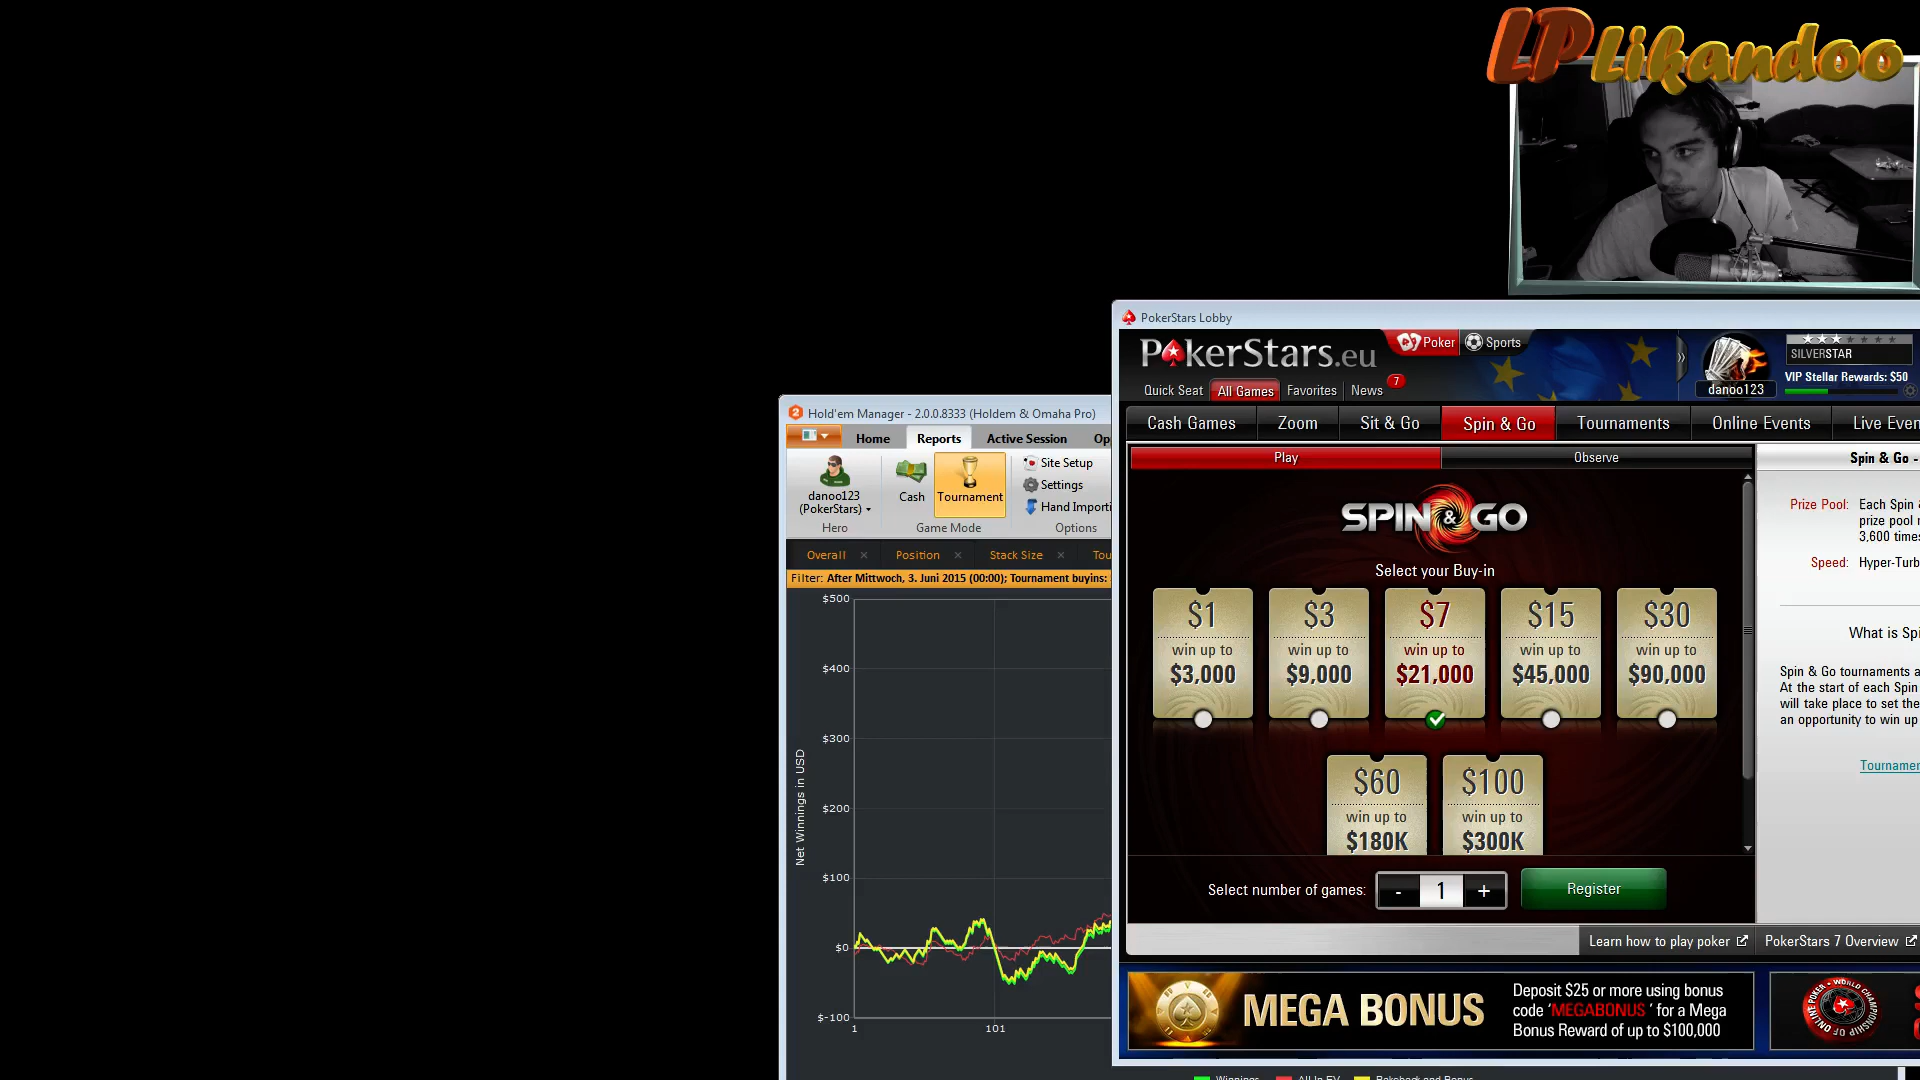 LP Likandoo
PokerStars Lobby
PokerStars.eu
Poker
Sports
SILVERSTAR
VIP Stellar Rewards: $50
danoo123
Quick Seat
All Games
Favorites
News
7
Cash Games
Zoom
Sit & Go
Spin & Go
Tournaments
Online Events
Play
Observe
Spin & Go -
SPIN & GO
Select your Buy-in
$1
win up to
$3,000
$3
win up to
$9,000
$7
win up to
$21,000
$15
win up to
$45,000
$30
win up to
$90,000
$60
win up to
$180K
$100
win up to
$300K
Select number of games:
-
1
+
Register
Prize Pool:
Each Spin
prize pool
3,600 times
Speed:
What is
Spin & Go tournaments
At the start of each Spin
will take place to set the
an opportunity to win up
Learn how to play poker
PokerStars 7 Overview
MEGA BONUS
Deposit $25 or more using bonus
code 'MEGABONUS' for a Mega
Bonus Reward of up to $100,000
WORLD CHAMPIONSHIP OF ONLINE POKER
2
Hold'em Manager - 2.0.0.8333 (Holdem & Omaha Pro)
Home
Reports
Active Session
danoo123
(PokerStars)
Hero
Cash
Tournament
Game Mode
Site Setup
Settings
Hand
Options
Overall
Position
Stack Size
Filter: After Mittwoch, 3. Juni 2015 (00:00); Tournament buyins:
Net Winnings in USD
$500
$400
$300
$200
$100
$0
$-100
1
101